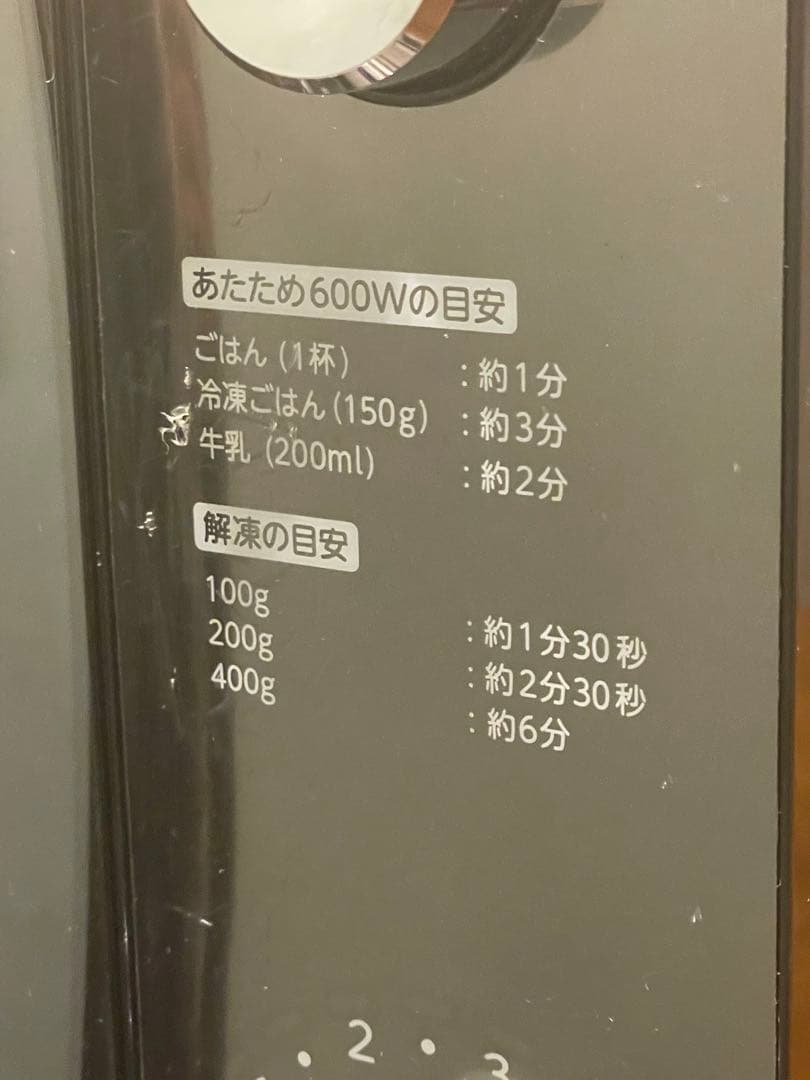 あたため600Wの目安
ごはん(1杯) :約1分
冷凍ごはん(150g) :約3分
牛乳(200ml) :約2分
解凍の目安
100g :約1分30秒
200g :約2分30秒
400g :約6分
・2・3